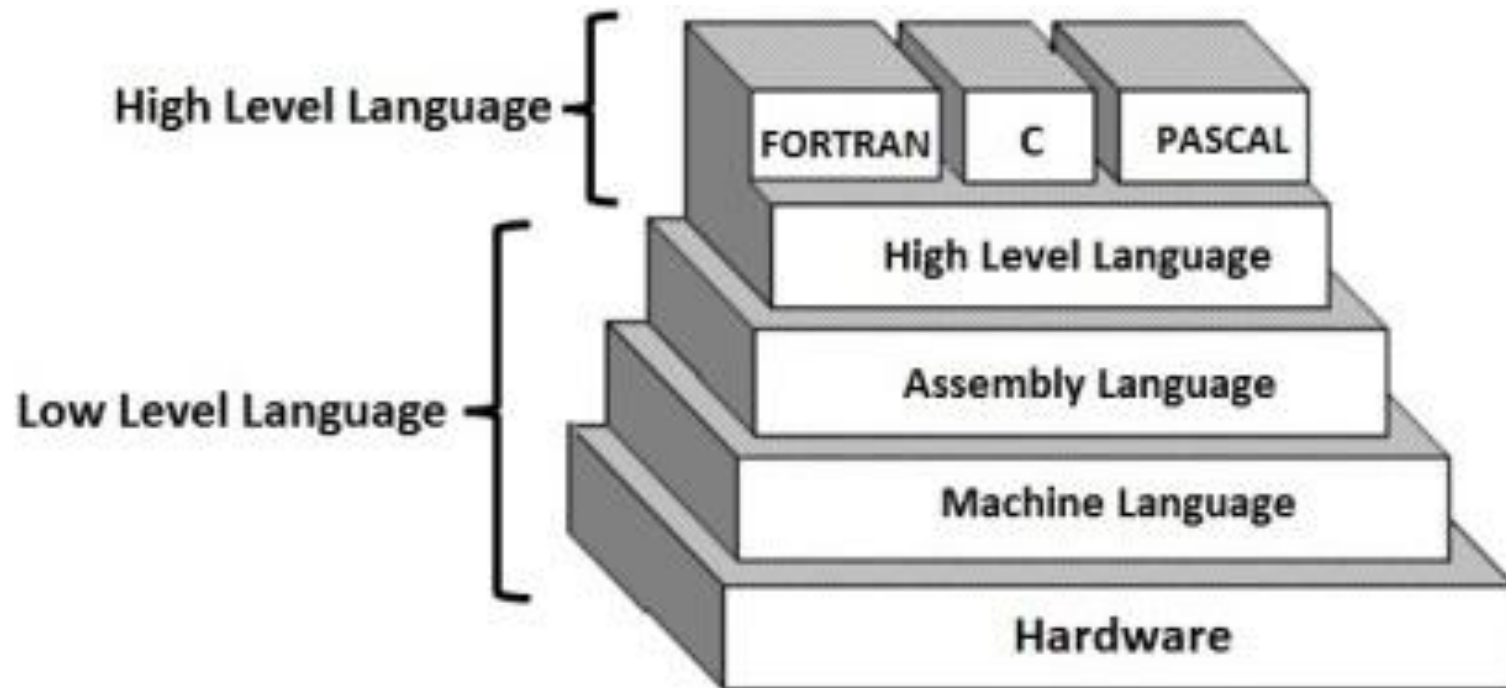 High Level Language
FORTRAN
C
PASCAL
High Level Language
Low Level Language
Assembly Language
Machine Language
Hardware